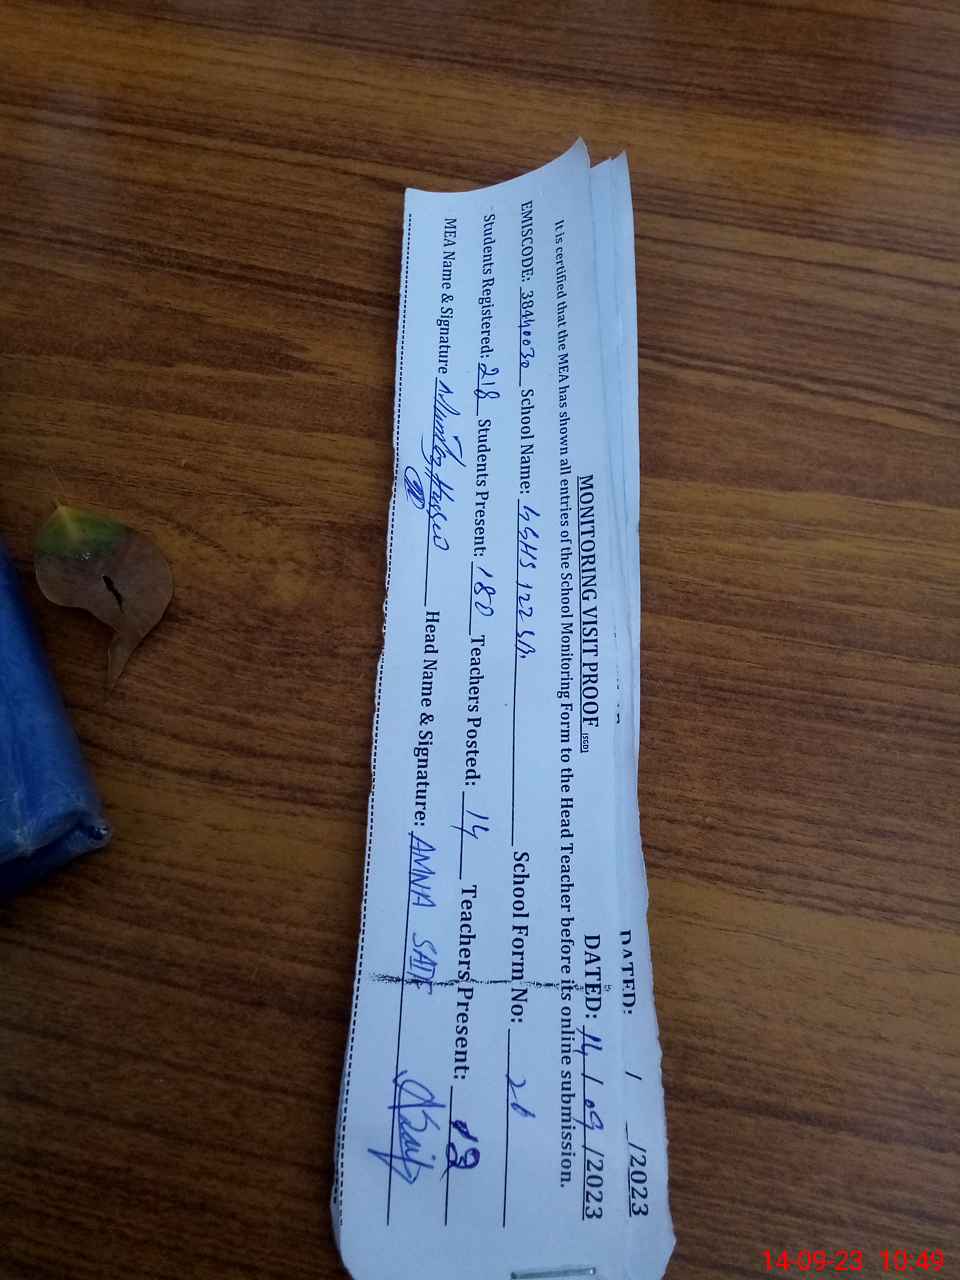 MONITORING VISIT PROOF [SGD] DATED: 14 / 09 /2023
It is certified that the MEA has shown all entries of the School Monitoring Form to the Head Teacher before its online submission.
EMISCODE: 38440030 School Name: GGHS 122 SB. School Form No: 26
Students Registered: 218 Students Present: 180 Teachers Posted: 14 Teachers Present:
MEA Name & Signature Head Name & Signature: AMNA SAIF
DATED: / /2023
14-09-23 10:49